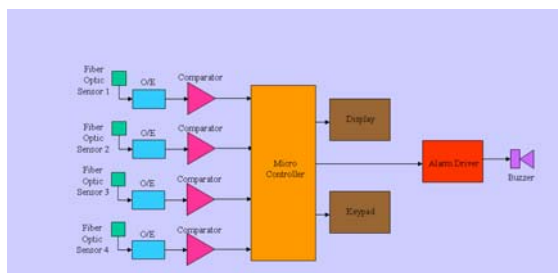 Fiber
Optic
Sensor 1
O/E
Comparator
Fiber
Optic
Sensor 2
O/E
Comparator
Fiber
Optic
Sensor 3
O/E
Comparator
Fiber
Optic
Sensor 4
O/E
Comparator
Micro
Controller
Display
Keypad
Alarm Driver
Buzzer